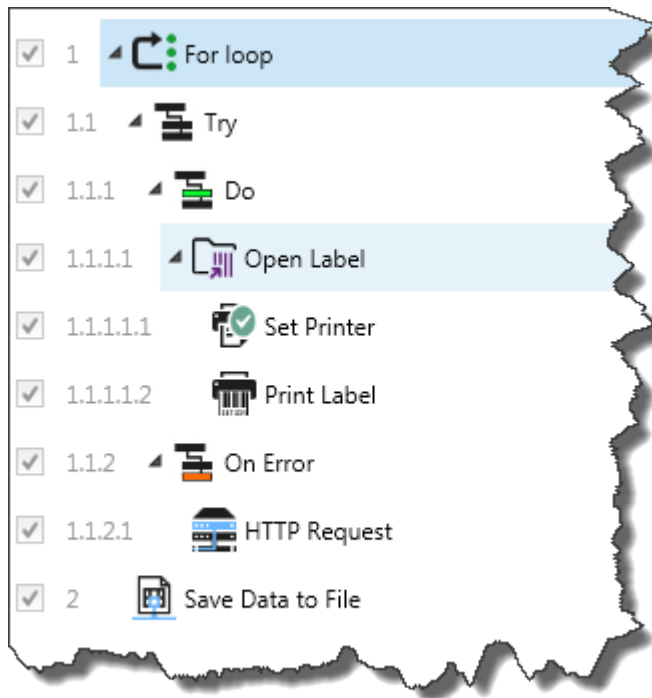 1 For loop
1.1 Try
1.1.1 Do
1.1.1.1 Open Label
1.1.1.1.1 Set Printer
1.1.1.1.2 Print Label
1.1.2 On Error
1.1.2.1 HTTP Request
2 Save Data to File